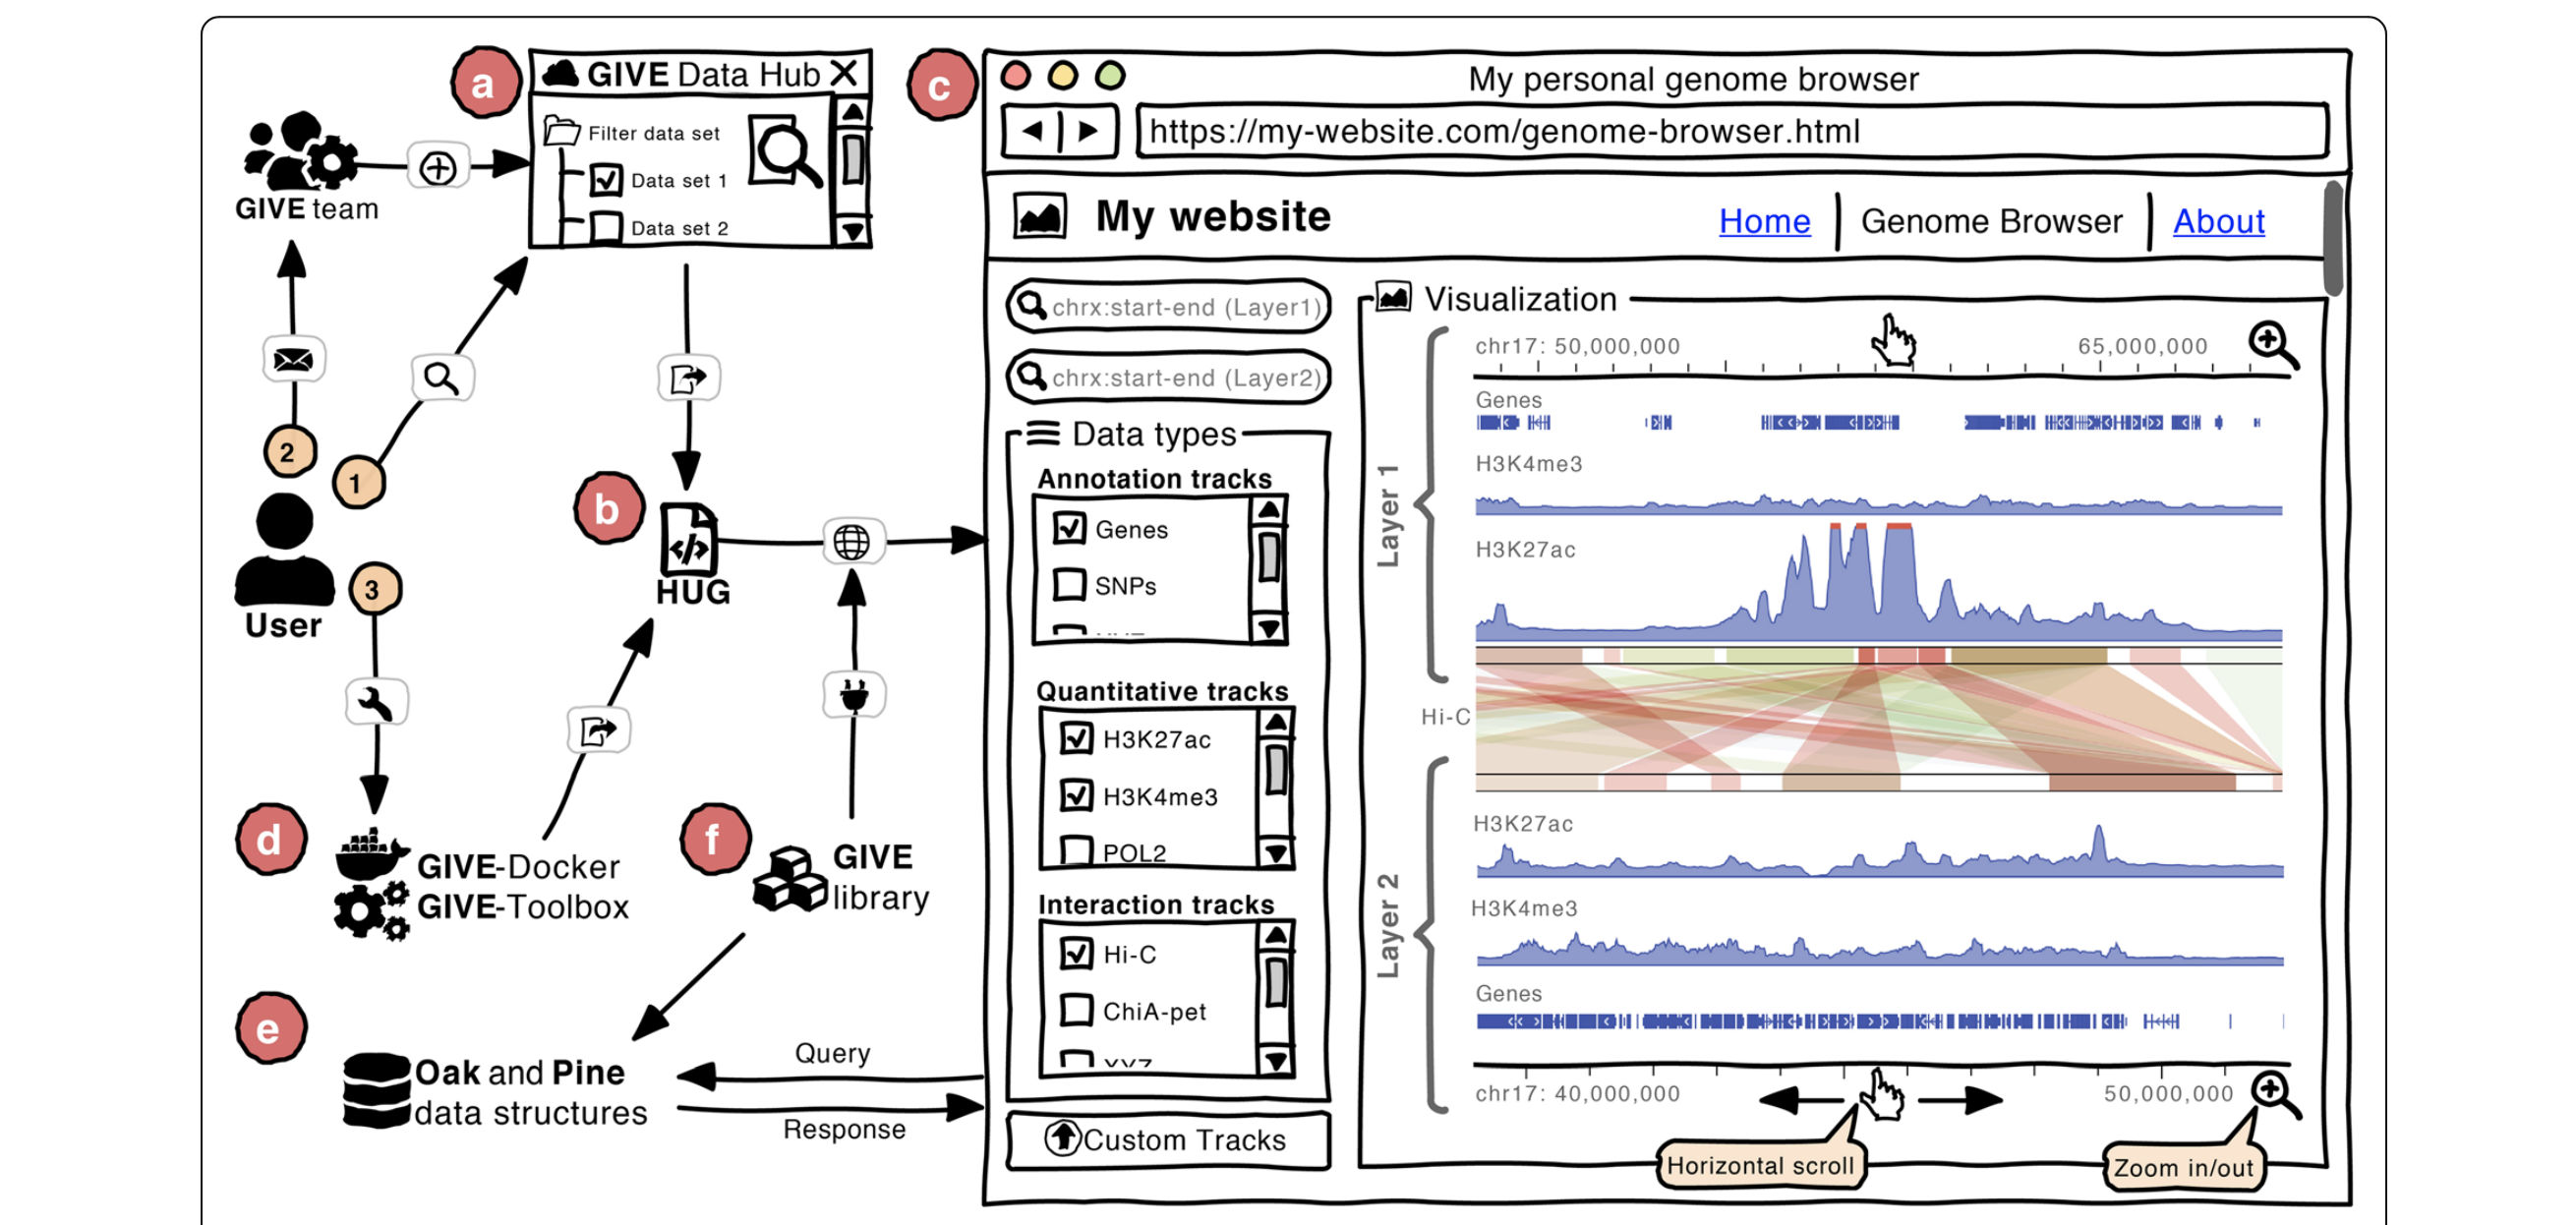 a
GIVE Data Hub
Filter data set
Data set 1
Data set 2
GIVE team
2
1
User
3
b
HUG
d
GIVE-Docker
GIVE-Toolbox
f
GIVE
library
e
Oak and Pine
data structures
Query
Response
c
My personal genome browser
https://my-website.com/genome-browser.html
My website
Home
Genome Browser
About
chrx:start-end (Layer1)
chrx:start-end (Layer2)
Data types
Annotation tracks
Genes
SNPs
Quantitative tracks
H3K27ac
H3K4me3
POL2
Interaction tracks
Hi-C
ChiA-pet
Custom Tracks
Visualization
Layer 1
chr17: 50,000,000
65,000,000
Genes
H3K4me3
H3K27ac
Hi-C
Layer 2
H3K27ac
H3K4me3
Genes
chr17: 40,000,000
50,000,000
Horizontal scroll
Zoom in/out